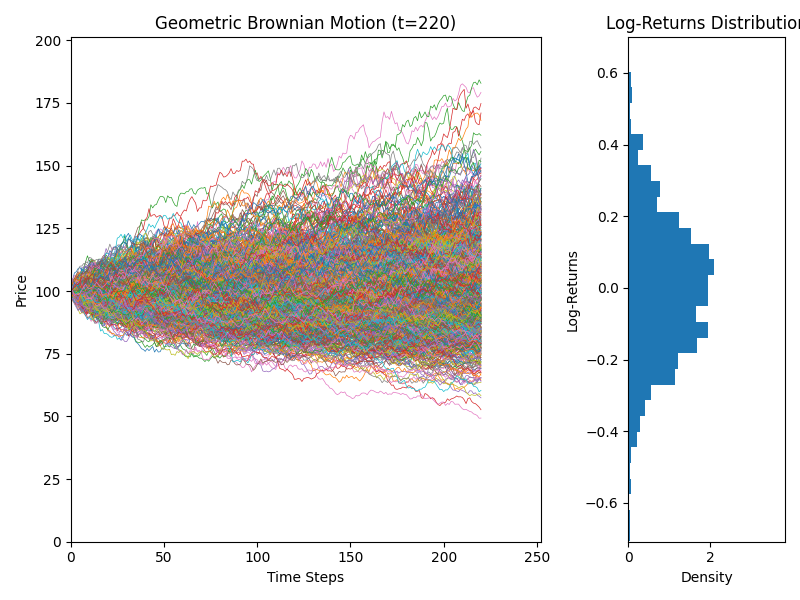 Geometric Brownian Motion (t=220)
Price
200
175
150
125
100
75
50
25
0
0 50 100 150 200 250
Time Steps
Log-Returns Distribution
Log-Returns
0.6
0.4
0.2
0.0
−0.2
−0.4
−0.6
0 2
Density